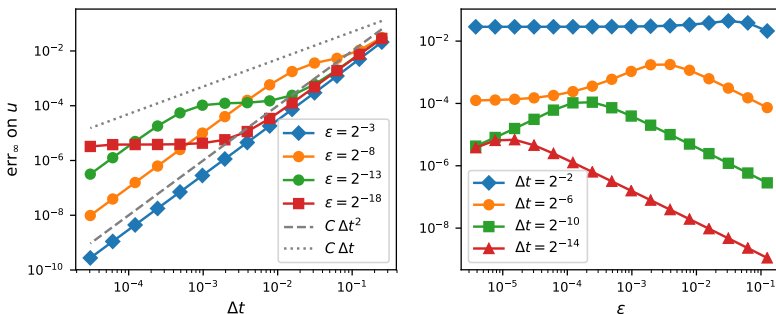 err∞ on u
10⁻²
10⁻⁴
10⁻⁶
10⁻⁸
10⁻¹⁰
10⁻⁴
10⁻³
10⁻²
10⁻¹
Δt
ε = 2⁻³
ε = 2⁻⁸
ε = 2⁻¹³
ε = 2⁻¹⁸
C Δt²
C Δt
10⁻²
10⁻⁴
10⁻⁶
10⁻⁸
10⁻⁵
10⁻⁴
10⁻³
10⁻²
10⁻¹
ε
Δt = 2⁻²
Δt = 2⁻⁶
Δt = 2⁻¹⁰
Δt = 2⁻¹⁴